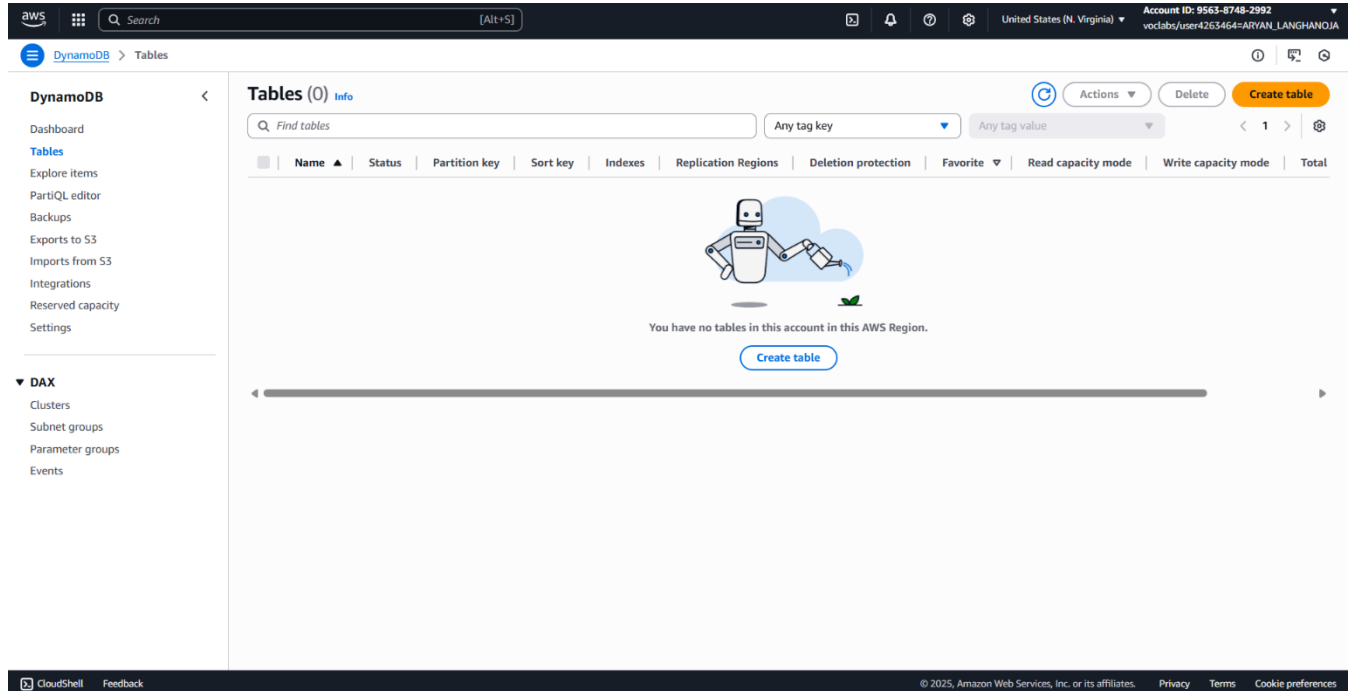 aws
Search [Alt+S]
United States (N. Virginia)
Account ID: 9563-8748-2992
voclabs/user4263464=ARYAN_LANGHANOJA
DynamoDB > Tables
DynamoDB
Dashboard
Tables
Explore items
PartiQL editor
Backups
Exports to S3
Imports from S3
Integrations
Reserved capacity
Settings
DAX
Clusters
Subnet groups
Parameter groups
Events
Tables (0) Info
Actions
Delete
Create table
Find tables
Any tag key
Any tag value
1
Name Status Partition key Sort key Indexes Replication Regions Deletion protection Favorite Read capacity mode Write capacity mode Total
You have no tables in this account in this AWS Region.
Create table
CloudShell Feedback
© 2025, Amazon Web Services, Inc. or its affiliates. Privacy Terms Cookie preferences